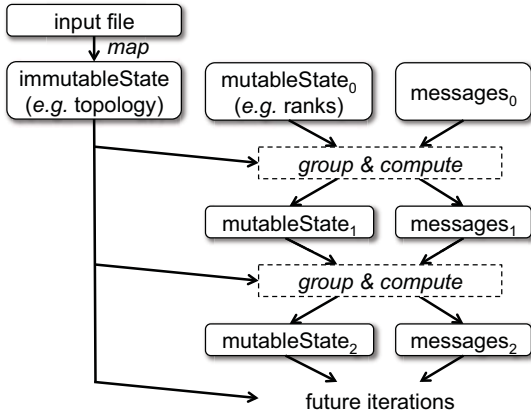 input file
map
immutableState
(e.g. topology)
mutableState₀
(e.g. ranks)
messages₀
group & compute
mutableState₁
messages₁
group & compute
mutableState₂
messages₂
future iterations